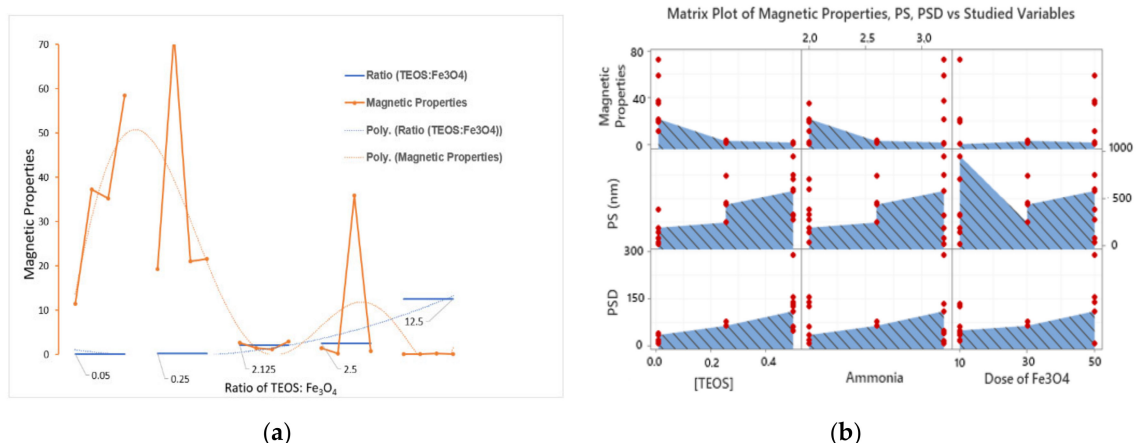 70
60
50
40
30
20
10
0
Magnetic Properties
Ratio (TEOS:Fe3O4)
Magnetic Properties
Poly. (Ratio (TEOS:Fe3O4))
Poly. (Magnetic Properties)
0.05
0.25
2.125
2.5
12.5
Ratio of TEOS: Fe₃O₄
(a)
Matrix Plot of Magnetic Properties, PS, PSD vs Studied Variables
2.0 2.5 3.0
80
40
0
Magnetic
Properties
1000
500
0
PS (nm)
300
150
0
PSD
0.0 0.2 0.4
10 30 50
[TEOS]
Ammonia
Dose of Fe3O4
(b)